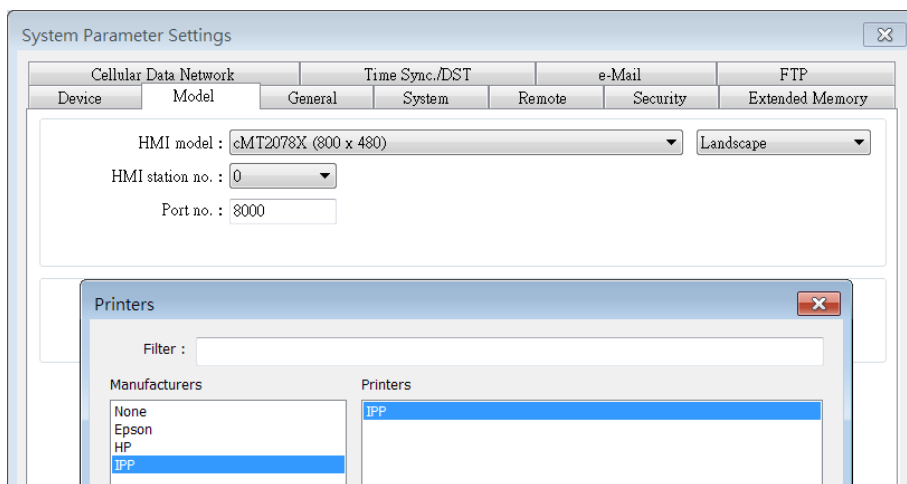 System Parameter Settings
Cellular Data Network Time Sync./DST e-Mail FTP
Device Model General System Remote Security Extended Memory
HMI model : cMT2078X (800 x 480) Landscape
HMI station no. : 0
Port no. : 8000
Printers
Filter :
Manufacturers Printers
None IPP
Epson
HP
IPP